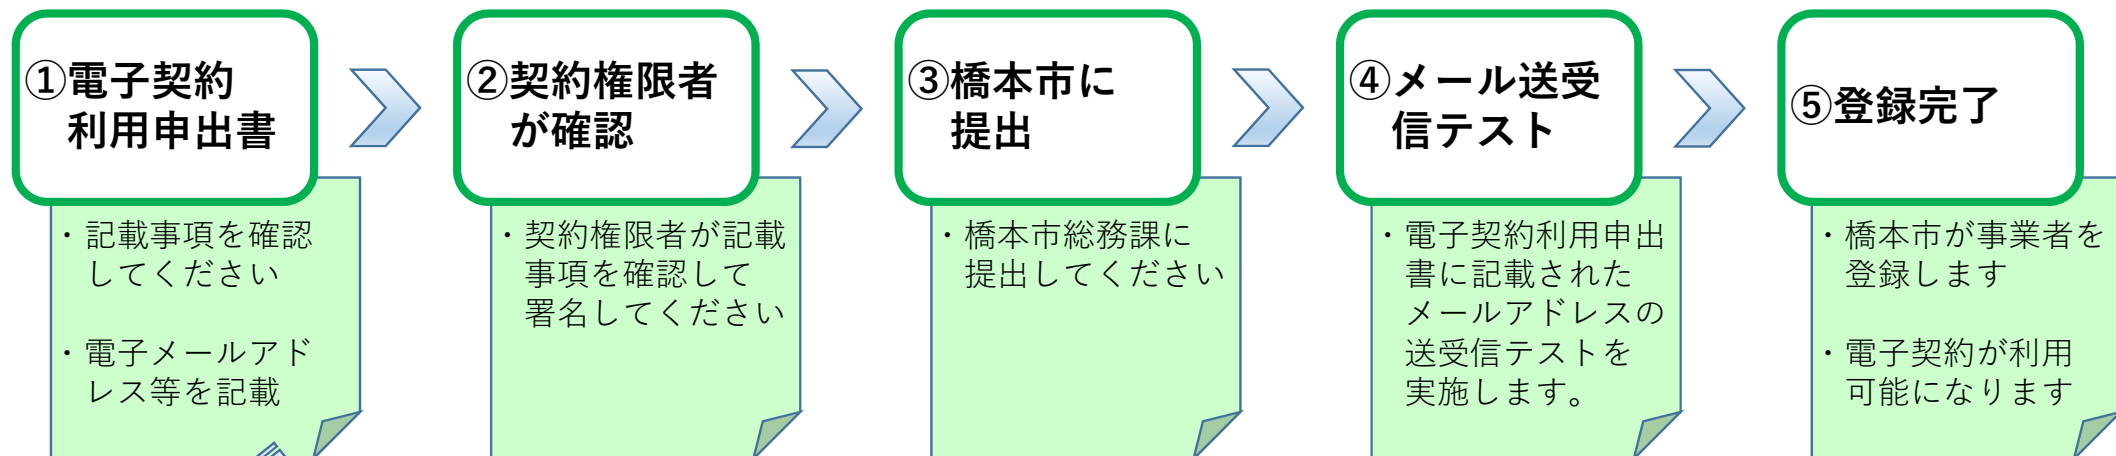 ①電子契約
利用申出書
・記載事項を確認
してください
・電子メールアド
レス等を記載
②契約権限者
が確認
・契約権限者が記載
事項を確認して
署名してください
③橋本市に
提出
・橋本市総務課に
提出してください
④メール送受
信テスト
・電子契約利用申出
書に記載された
メールアドレスの
送受信テストを
実施します。
⑤登録完了
・橋本市が事業者を
登録します
・電子契約が利用
可能になります